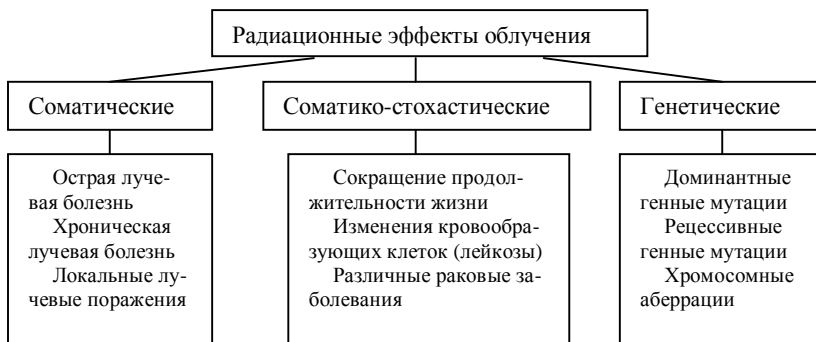 Радиационные эффекты облучения
Соматические
Соматико-стохастические
Генетические
Острая луче-
вая болезнь
Хроническая
лучевая болезнь
Локальные лу-
чевые поражения
Сокращение продол-
жительности жизни
Изменения кровообра-
зующих клеток (лейкозы)
Различные раковые за-
болевания
Доминантные
генные мутации
Рецессивные
генные мутации
Хромосомные
аберрации